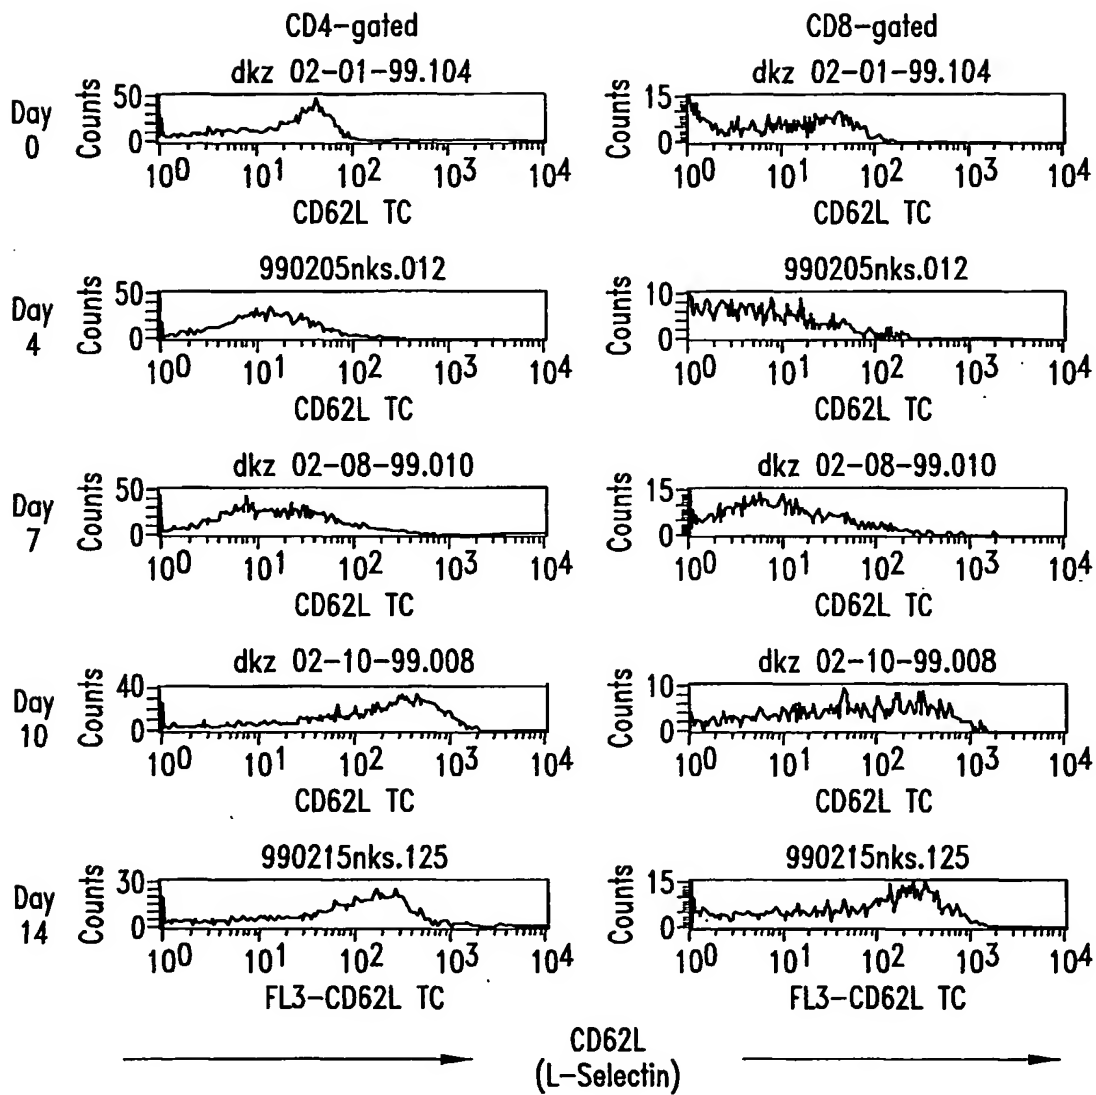 CD4-gated CD8-gated
dkz 02-01-99.104 dkz 02-01-99.104
Day 0 Counts 50 0 Counts 15 0
10^0 10^1 10^2 10^3 10^4 10^0 10^1 10^2 10^3 10^4
CD62L TC CD62L TC
990205nks.012 990205nks.012
Day 4 Counts 50 0 Counts 10 0
10^0 10^1 10^2 10^3 10^4 10^0 10^1 10^2 10^3 10^4
CD62L TC CD62L TC
dkz 02-08-99.010 dkz 02-08-99.010
Day 7 Counts 50 0 Counts 15 0
10^0 10^1 10^2 10^3 10^4 10^0 10^1 10^2 10^3 10^4
CD62L TC CD62L TC
dkz 02-10-99.008 dkz 02-10-99.008
Day 10 Counts 40 0 Counts 10 0
10^0 10^1 10^2 10^3 10^4 10^0 10^1 10^2 10^3 10^4
CD62L TC CD62L TC
990215nks.125 990215nks.125
Day 14 Counts 30 0 Counts 15 0
10^0 10^1 10^2 10^3 10^4 10^0 10^1 10^2 10^3 10^4
FL3-CD62L TC FL3-CD62L TC
CD62L
(L-Selectin)